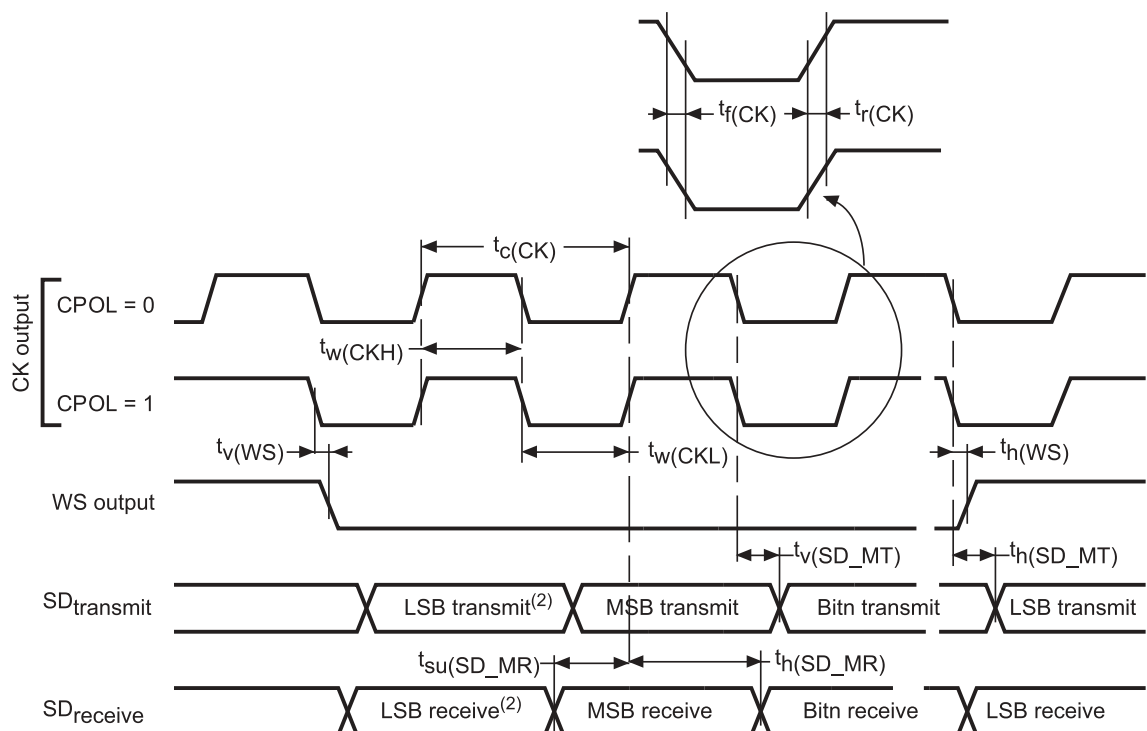 tf(CK)
tr(CK)
tc(CK)
CK output
CPOL = 0
tw(CKH)
CPOL = 1
tv(WS)
tw(CKL)
th(WS)
WS output
tv(SD_MT)
th(SD_MT)
SDtransmit
LSB transmit(2)
MSB transmit
Bitn transmit
LSB transmit
tsu(SD_MR)
th(SD_MR)
SDreceive
LSB receive(2)
MSB receive
Bitn receive
LSB receive